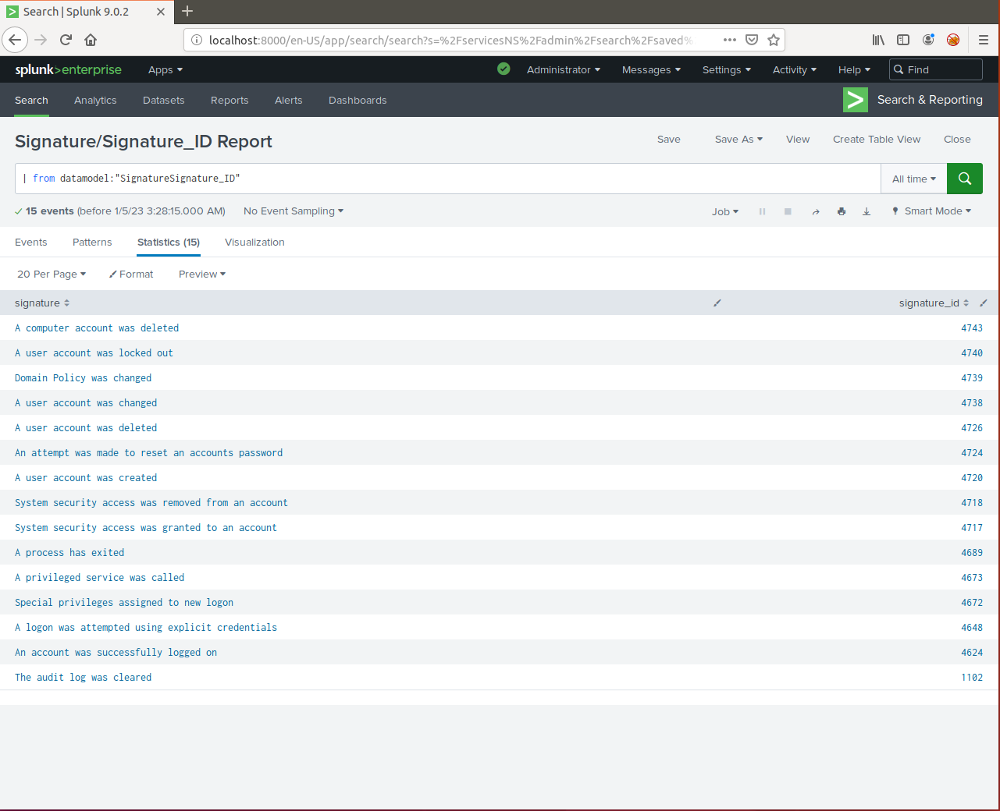 Search | Splunk 9.0.2
localhost:8000/en-US/app/search/search?s=%2FservicesNS%2Fadmin%2Fsearch%2Fsaved%
splunk>enterprise Apps Administrator Messages Settings Activity Help Find
Search Analytics Datasets Reports Alerts Dashboards Search & Reporting
Signature/Signature_ID Report Save Save As View Create Table View Close
| from datamodel:"SignatureSignature_ID" All time
15 events (before 1/5/23 3:28:15.000 AM) No Event Sampling Job Smart Mode
Events Patterns Statistics (15) Visualization
20 Per Page Format Preview
signature signature_id
A computer account was deleted 4743
A user account was locked out 4740
Domain Policy was changed 4739
A user account was changed 4738
A user account was deleted 4726
An attempt was made to reset an accounts password 4724
A user account was created 4720
System security access was removed from an account 4718
System security access was granted to an account 4717
A process has exited 4689
A privileged service was called 4673
Special privileges assigned to new logon 4672
A logon was attempted using explicit credentials 4648
An account was successfully logged on 4624
The audit log was cleared 1102